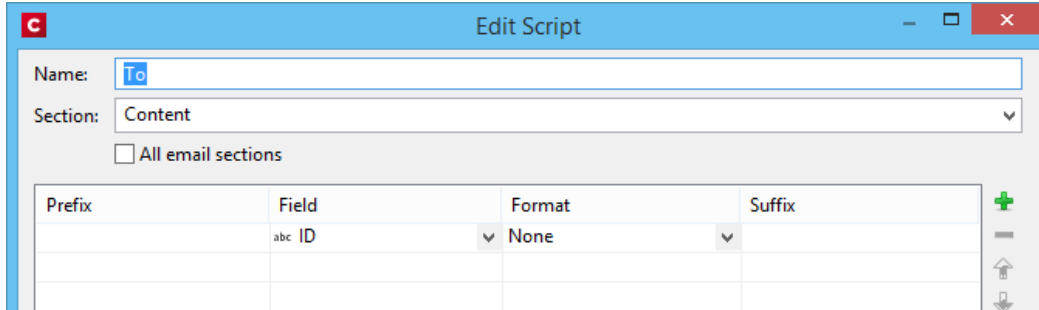 C Edit Script
Name: To
Section: Content
All email sections
Prefix Field Format Suffix
abc ID None